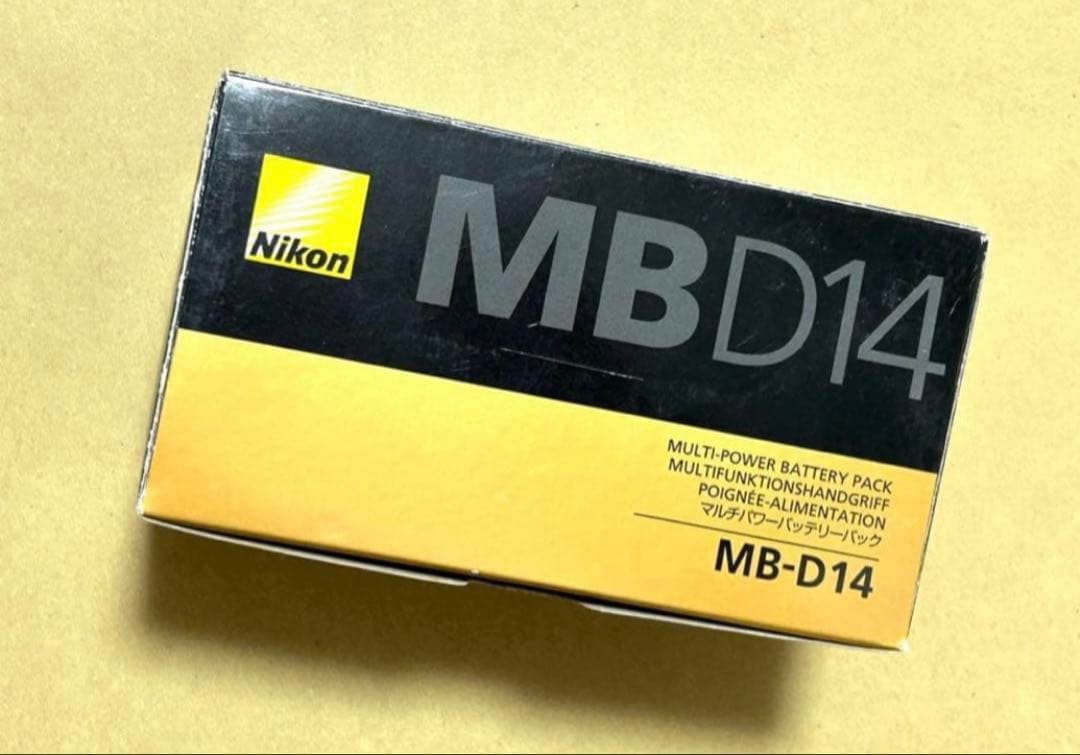 Nikon
MBD14
MULTI-POWER BATTERY PACK
MULTIFUNKTIONSHANDGRIFF
POIGNÉE-ALIMENTATION
マルチパワーバッテリーパック
MB-D14